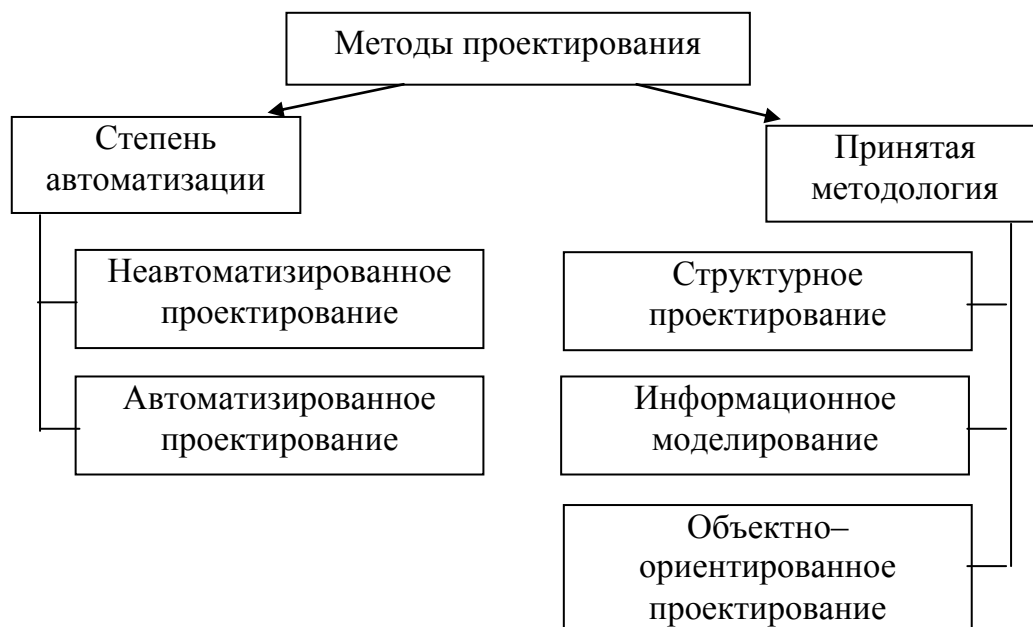 Методы проектирования
Степень
автоматизации
Принятая
методология
Неавтоматизированное
проектирование
Автоматизированное
проектирование
Структурное
проектирование
Информационное
моделирование
Объектно–
ориентированное
проектирование